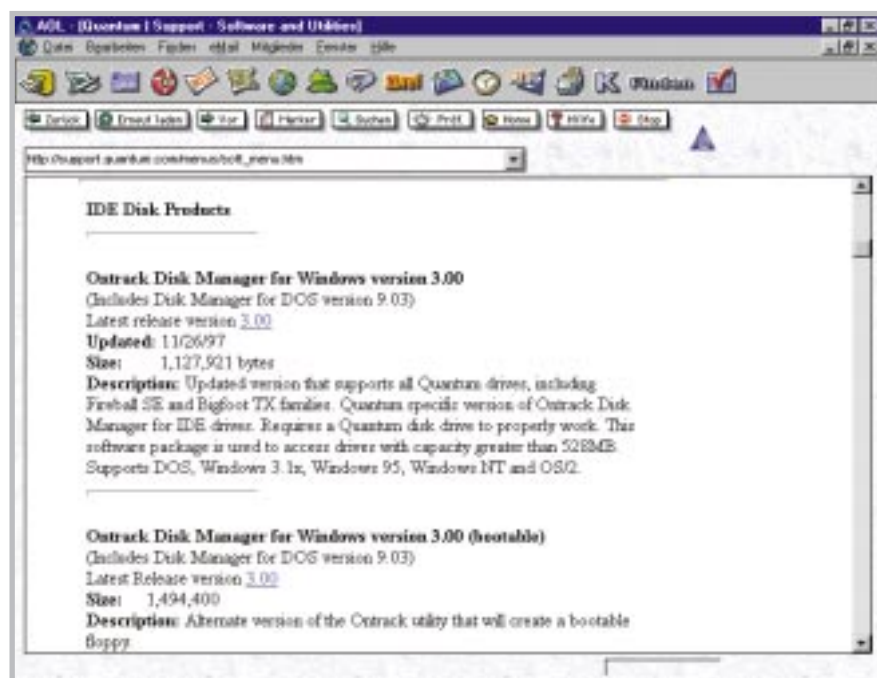 AOL - [Quantum | Support - Software and Utilities]
Datei Bearbeiten Fenster eMail Mitglieder Fenster Hilfe
Zurück Erneut laden Vor Merker Suchen Präf. Home Hilfe Stop
http://support.quantum.com/menus/soft_menu.htm
IDE Disk Products
Ontrack Disk Manager for Windows version 3.00
(Includes Disk Manager for DOS version 9.03)
Latest release version 3.00
Updated: 11/26/97
Size: 1,127,921 bytes
Description: Updated version that supports all Quantum drives, including
Fireball SE and Bigfoot TX families. Quantum specific version of Ontrack Disk
Manager for IDE drives. Requires a Quantum disk drive to properly work. This
software package is used to access drives with capacity greater than 528MB.
Supports DOS, Windows 3.1x, Windows 95, Windows NT and OS/2.
Ontrack Disk Manager for Windows version 3.00 (bootable)
(Includes Disk Manager for DOS version 9.03)
Latest Release version 3.00
Size: 1,494,400
Description: Alternate version of the Ontrack utility that will create a bootable
floppy.